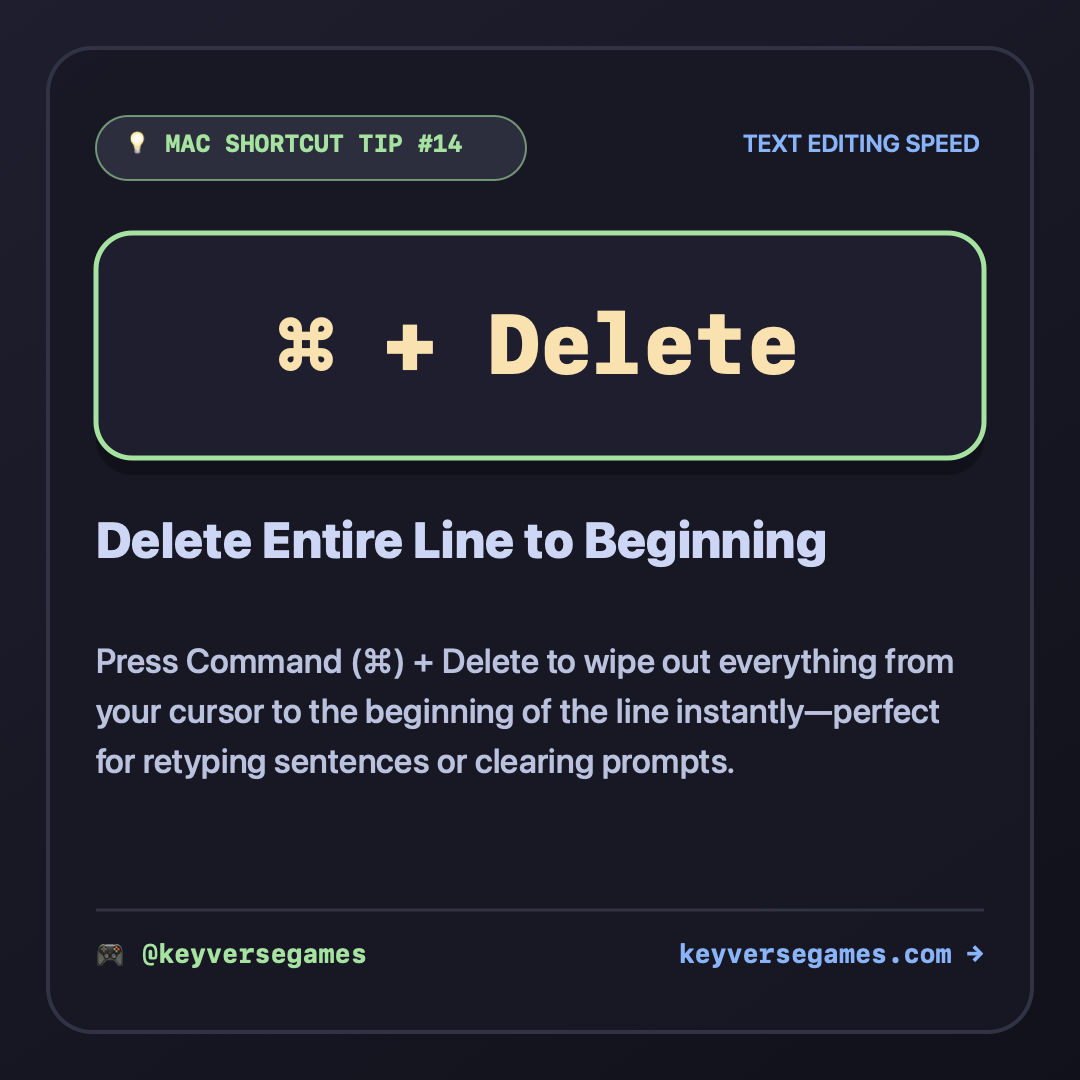 💡 MAC SHORTCUT TIP #14
TEXT EDITING SPEED
⌘ + Delete
Delete Entire Line to Beginning
Press Command (⌘) + Delete to wipe out everything from
your cursor to the beginning of the line instantly—perfect
for retyping sentences or clearing prompts.
🎮 @keyversegames
keyversegames.com →